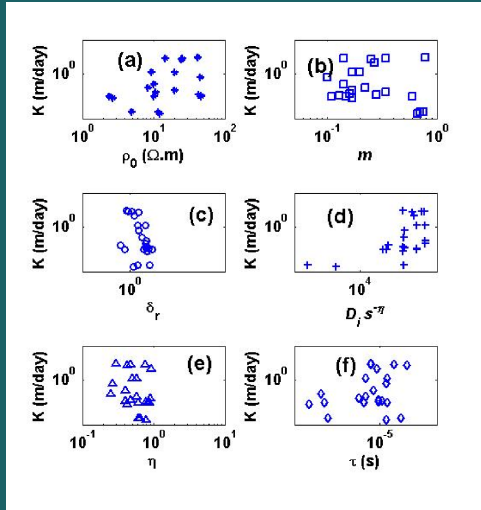 (a)
K (m/day)
10^0
10^0 10^1 10^2
ρ_0 (Ω.m)
(b)
K (m/day)
10^0
10^-1 10^0
m
(c)
K (m/day)
10^0
10^0
δ_r
(d)
K (m/day)
10^0
10^4
D_i s^-η
(e)
K (m/day)
10^0
10^-1 10^0 10^1
η
(f)
K (m/day)
10^0
10^-5
τ (s)